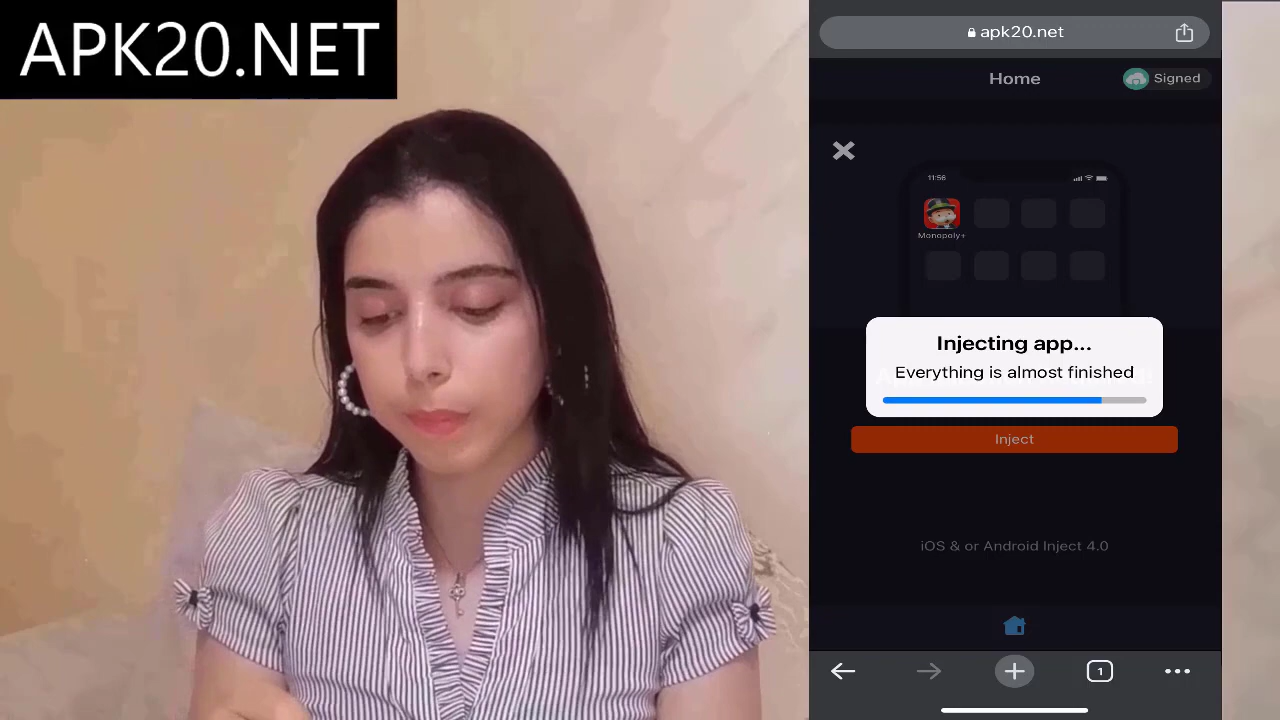 APK20.NET
apk20.net
Home
Signed
11:56
Monopoly+
Injecting app...
Everything is almost finished
Inject
iOS & or Android Inject 4.0
1